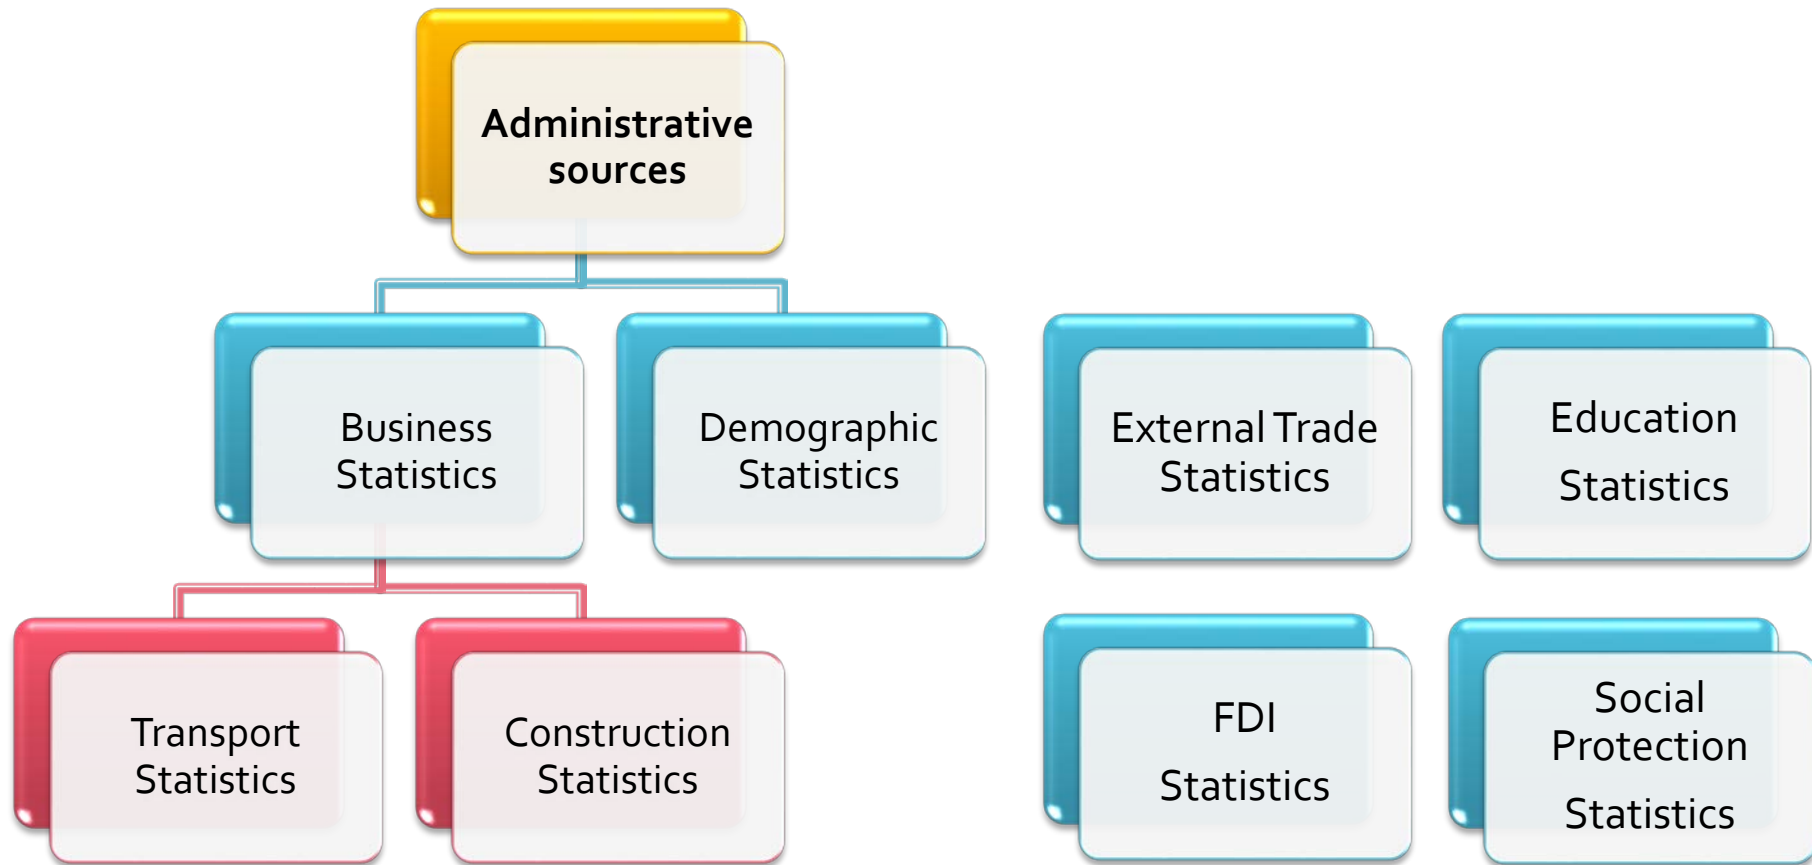 Administrative
sources
Business
Statistics
Demographic
Statistics
External Trade
Statistics
Education
Statistics
Transport
Statistics
Construction
Statistics
FDI
Statistics
Social
Protection
Statistics